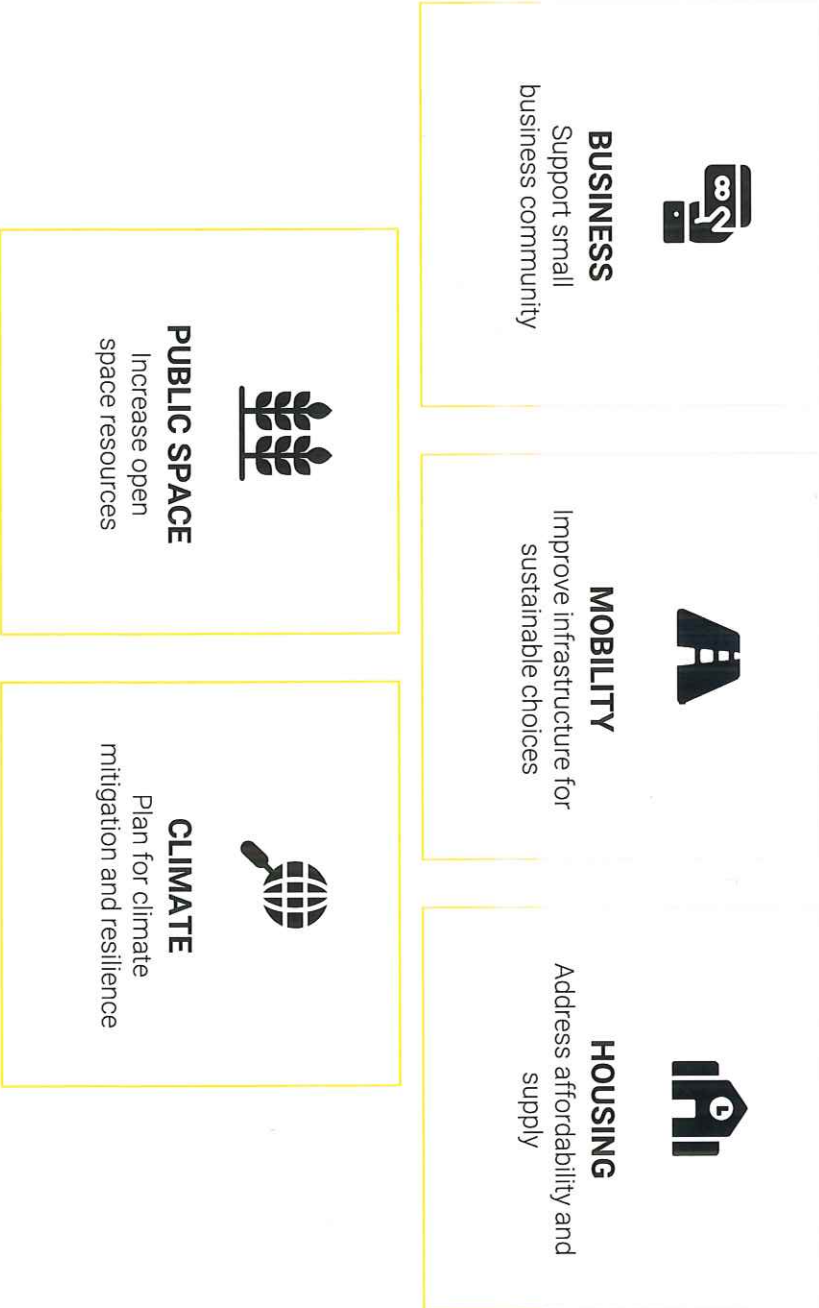 BUSINESS
Support small
business community
MOBILITY
Improve infrastructure for
sustainable choices
HOUSING
Address affordability and
supply
PUBLIC SPACE
Increase open
space resources
CLIMATE
Plan for climate
mitigation and resilience